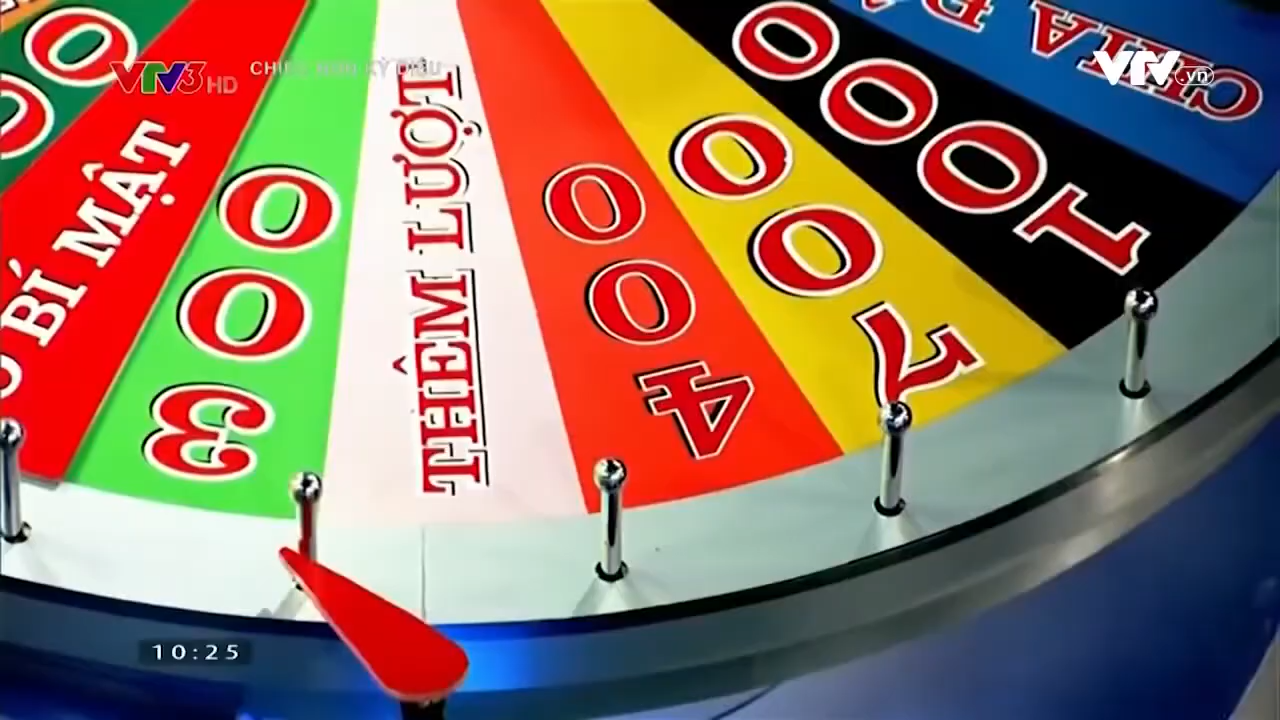 VTV3 HD
CHIẾC NÓN KỲ DIỆU
VTV.vn
BÍ MẬT
300
THÊM LƯỢT
400
700
1000
CHIA ĐÔI
10:25